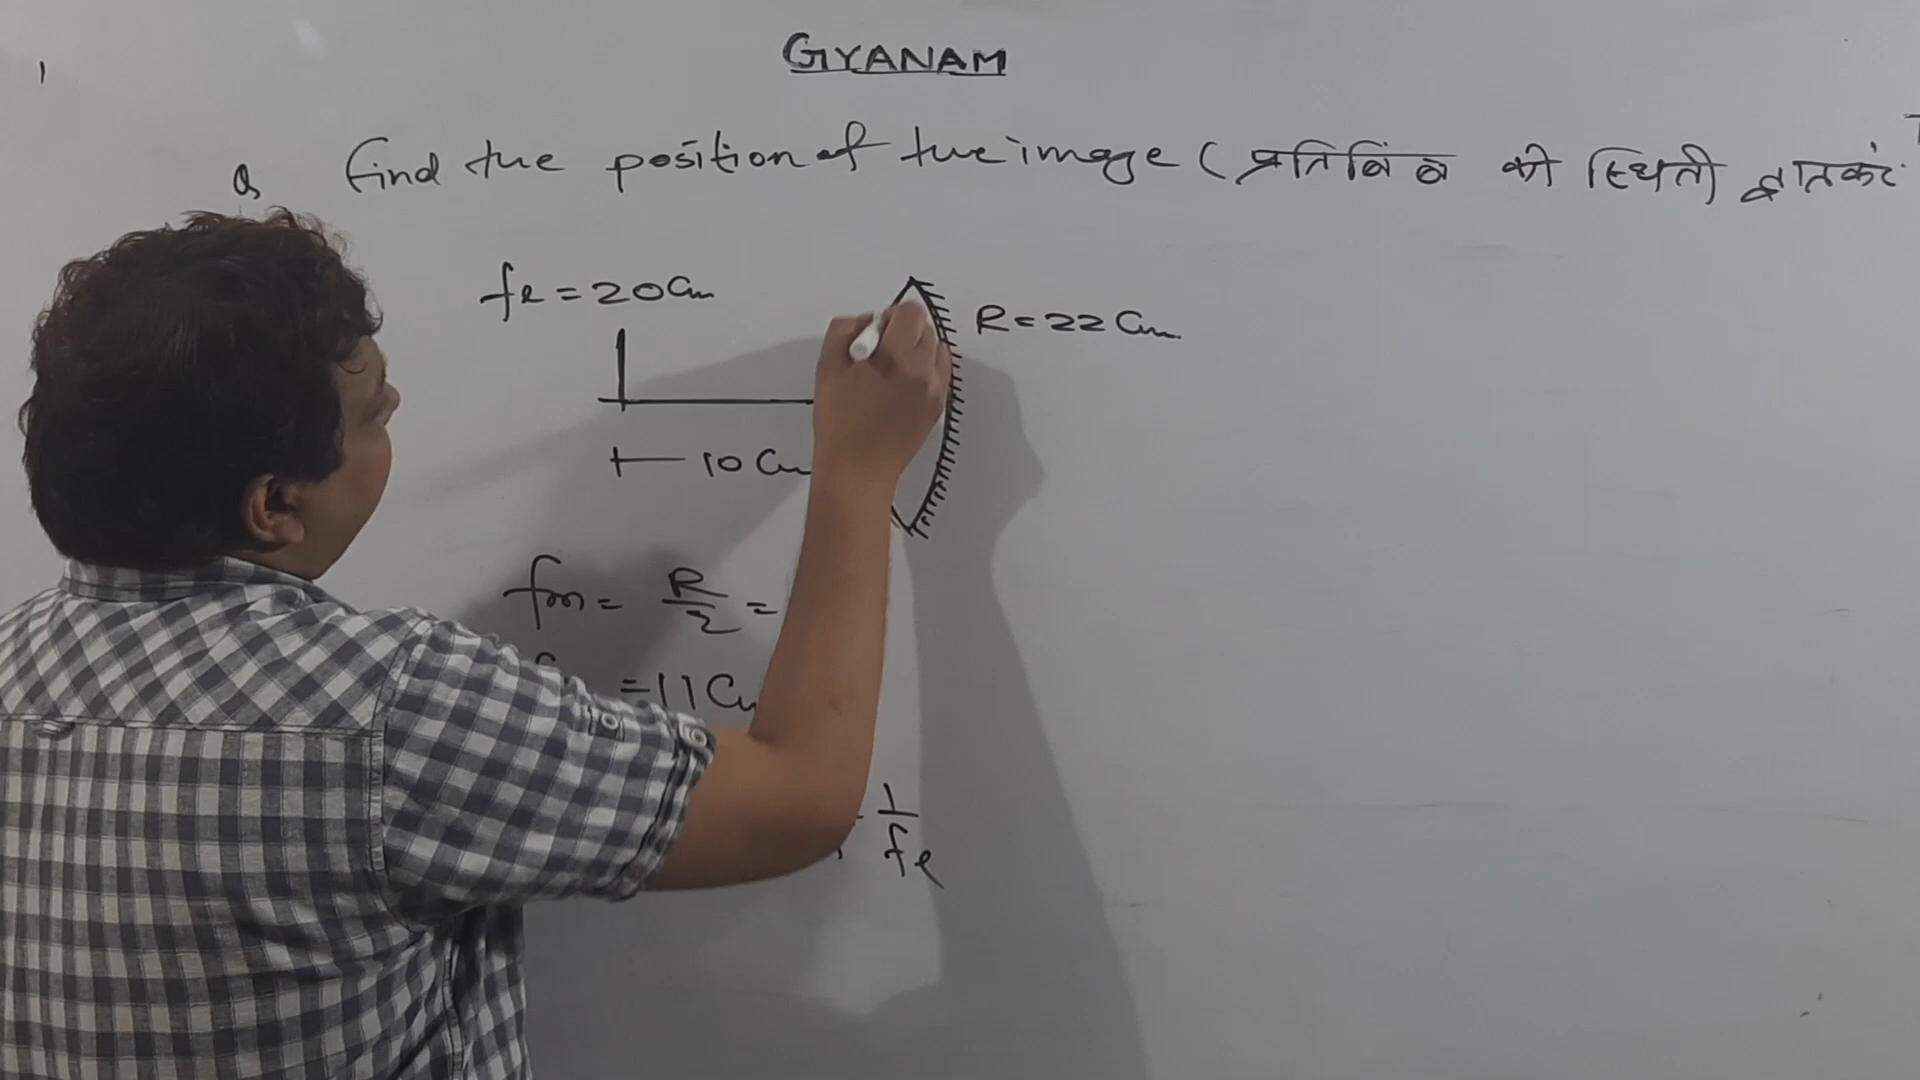 GYANAM
Q find the position of the image (प्रतिबिंब की स्थिती ज्ञात करें
fe = 20 Cm
R = 22 Cm
10 Cm
fm = R/2 =
= 11 Cm
1/fe